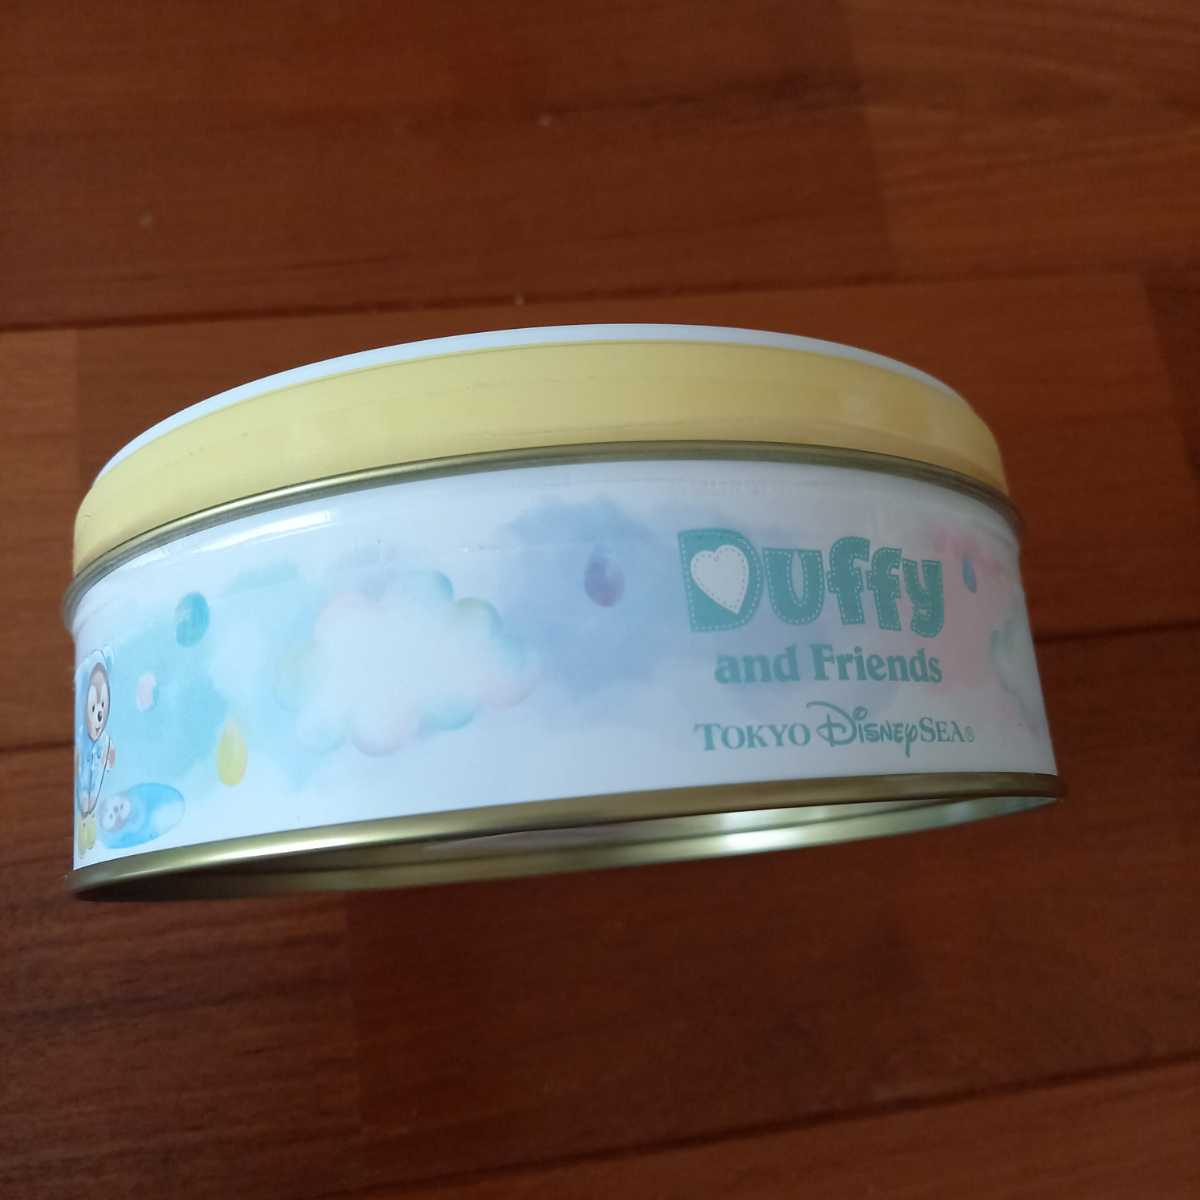 Duffy
and Friends
TOKYO DISNEYSEA®